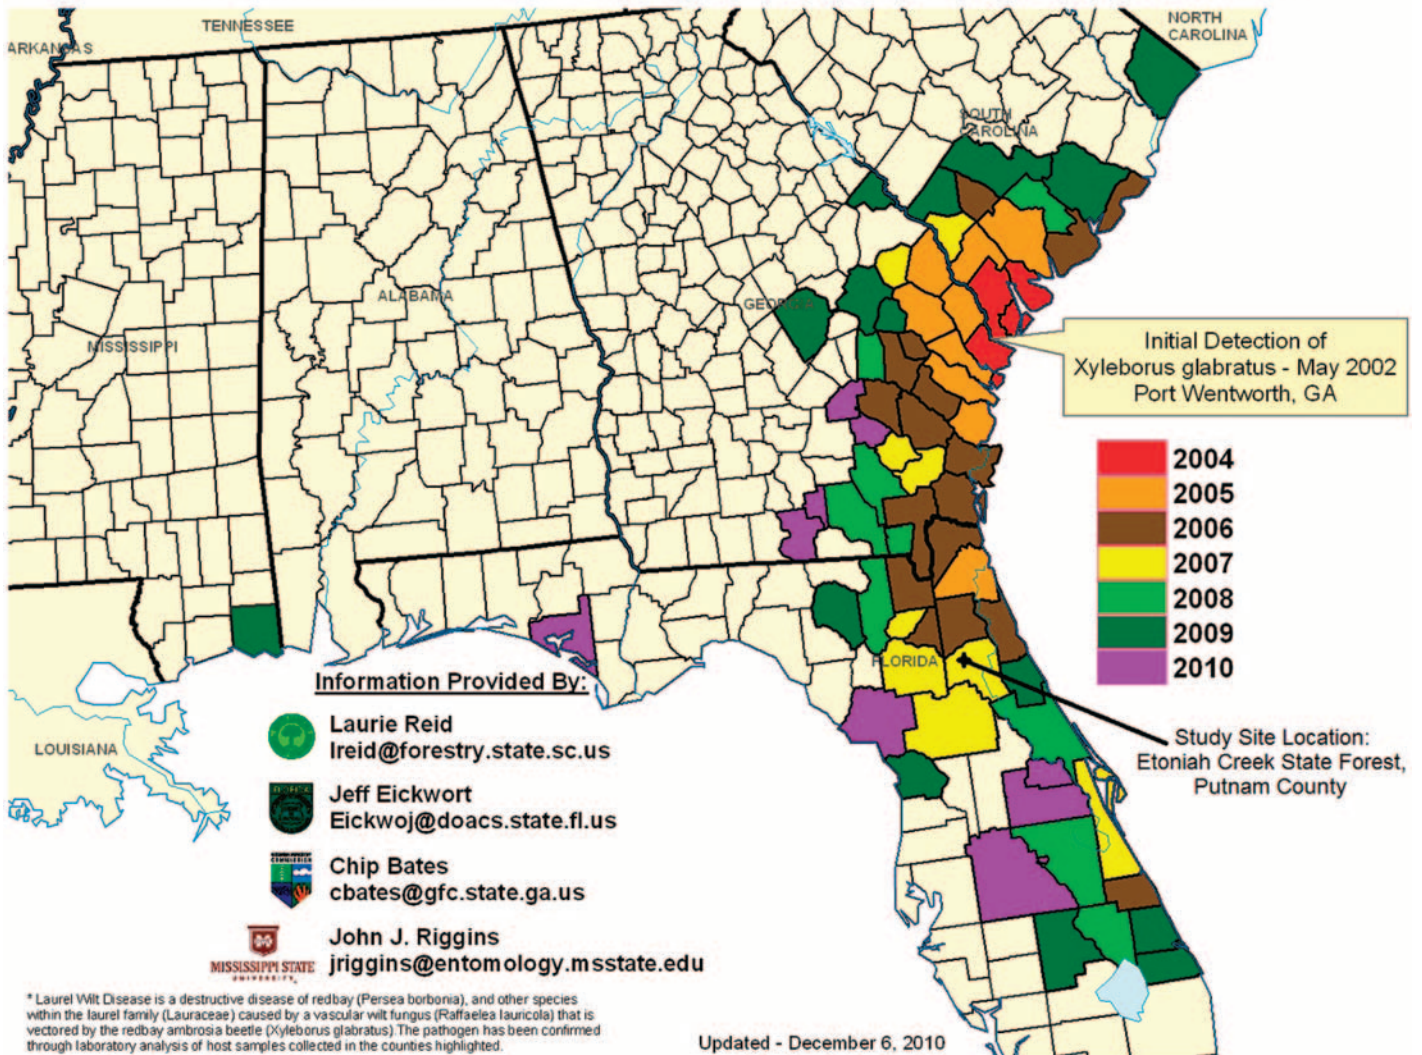 TENNESSEE
NORTH
CAROLINA
ARKANSAS
SOUTH
CAROLINA
ALABAMA
GEORGIA
MISSISSIPPI
Initial Detection of
Xyleborus glabratus - May 2002
Port Wentworth, GA
2004
2005
2006
2007
2008
2009
2010
FLORIDA
LOUISIANA
Study Site Location:
Etoniah Creek State Forest,
Putnam County
Information Provided By:
Laurie Reid
lreid@forestry.state.sc.us
Jeff Eickwort
Eickwoj@doacs.state.fl.us
Chip Bates
cbates@gfc.state.ga.us
John J. Riggins
jriggins@entomology.msstate.edu
MISSISSIPPI STATE
UNIVERSITY
* Laurel Wilt Disease is a destructive disease of redbay (Persea borbonia), and other species
within the laurel family (Lauraceae) caused by a vascular wilt fungus (Raffaelea lauricola) that is
vectored by the redbay ambrosia beetle (Xyleborus glabratus).The pathogen has been confirmed
through laboratory analysis of host samples collected in the counties highlighted.
Updated - December 6, 2010